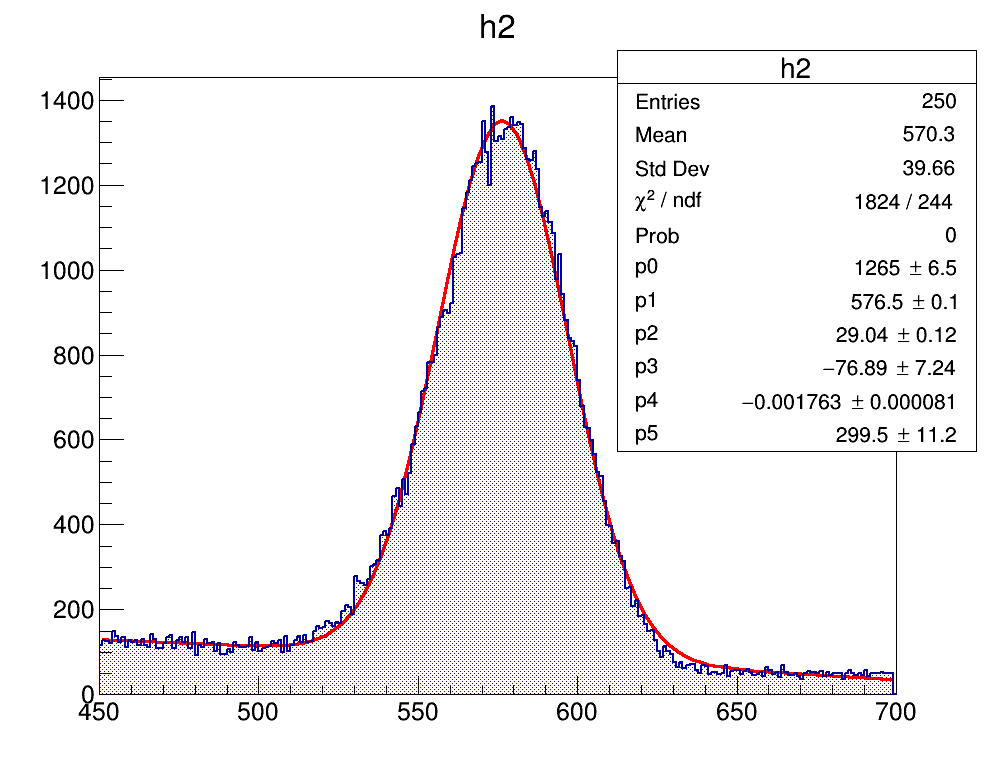 h2
h2
Entries 250
Mean 570.3
Std Dev 39.66
χ² / ndf 1824 / 244
Prob 0
p0 1265 ± 6.5
p1 576.5 ± 0.1
p2 29.04 ± 0.12
p3 −76.89 ± 7.24
p4 −0.001763 ± 0.000081
p5 299.5 ± 11.2
1400
1200
1000
800
600
400
200
0
450 500 550 600 650 700